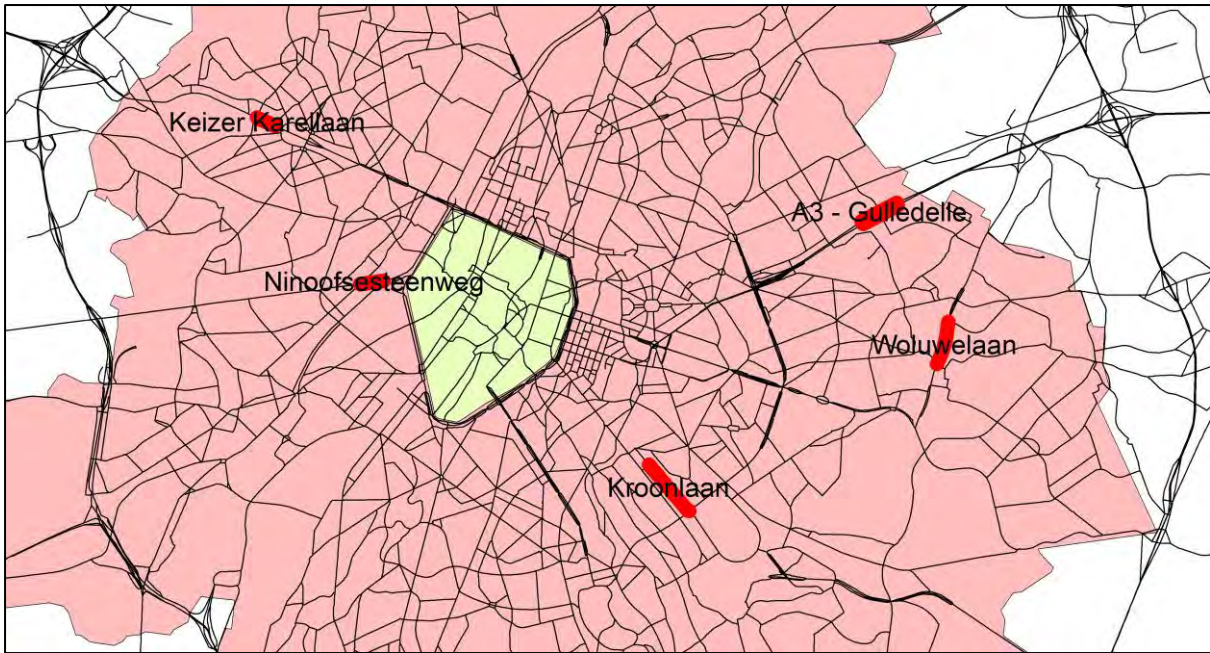 Keizer Karellaan
A3 - Gulledelle
Ninoofsesteenweg
Woluwelaan
Kroonlaan